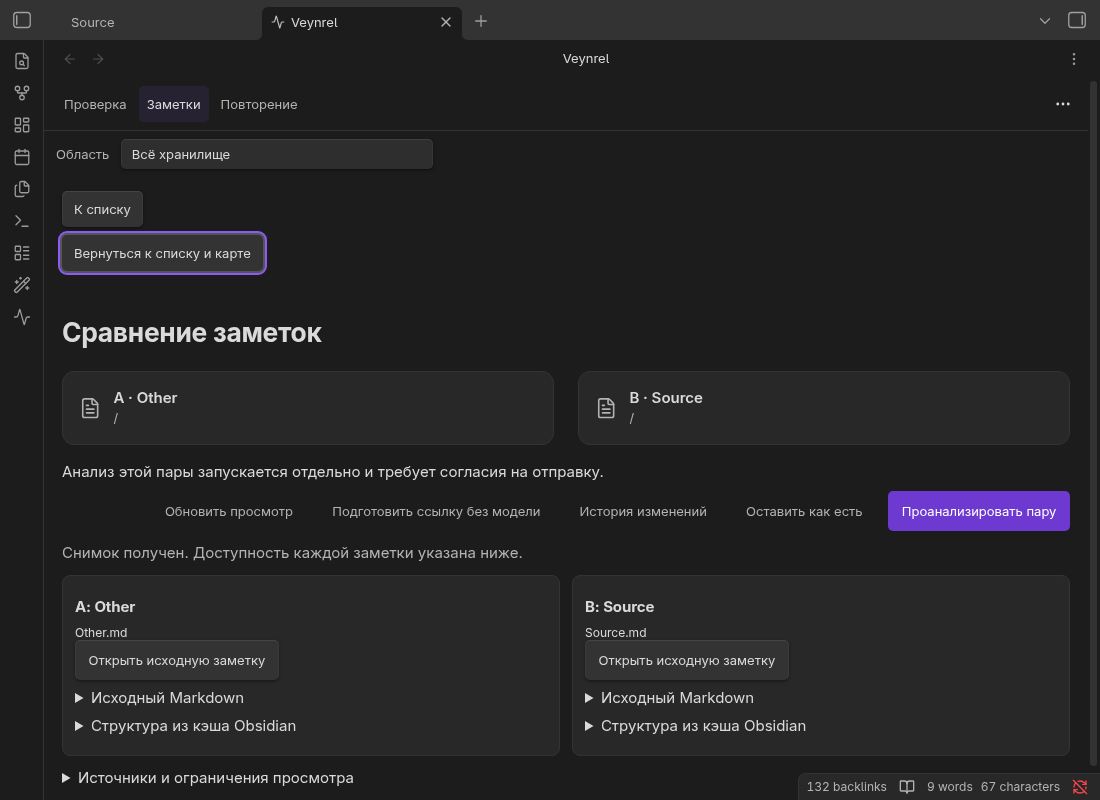 Source
Veynrel
Veynrel
Проверка Заметки Повторение
Область Всё хранилище
К списку
Вернуться к списку и карте
Сравнение заметок
A · Other
/
B · Source
/
Анализ этой пары запускается отдельно и требует согласия на отправку.
Обновить просмотр Подготовить ссылку без модели История изменений Оставить как есть Проанализировать пару
Снимок получен. Доступность каждой заметки указана ниже.
A: Other
Other.md
Открыть исходную заметку
Исходный Markdown
Структура из кэша Obsidian
B: Source
Source.md
Открыть исходную заметку
Исходный Markdown
Структура из кэша Obsidian
Источники и ограничения просмотра
132 backlinks 9 words 67 characters